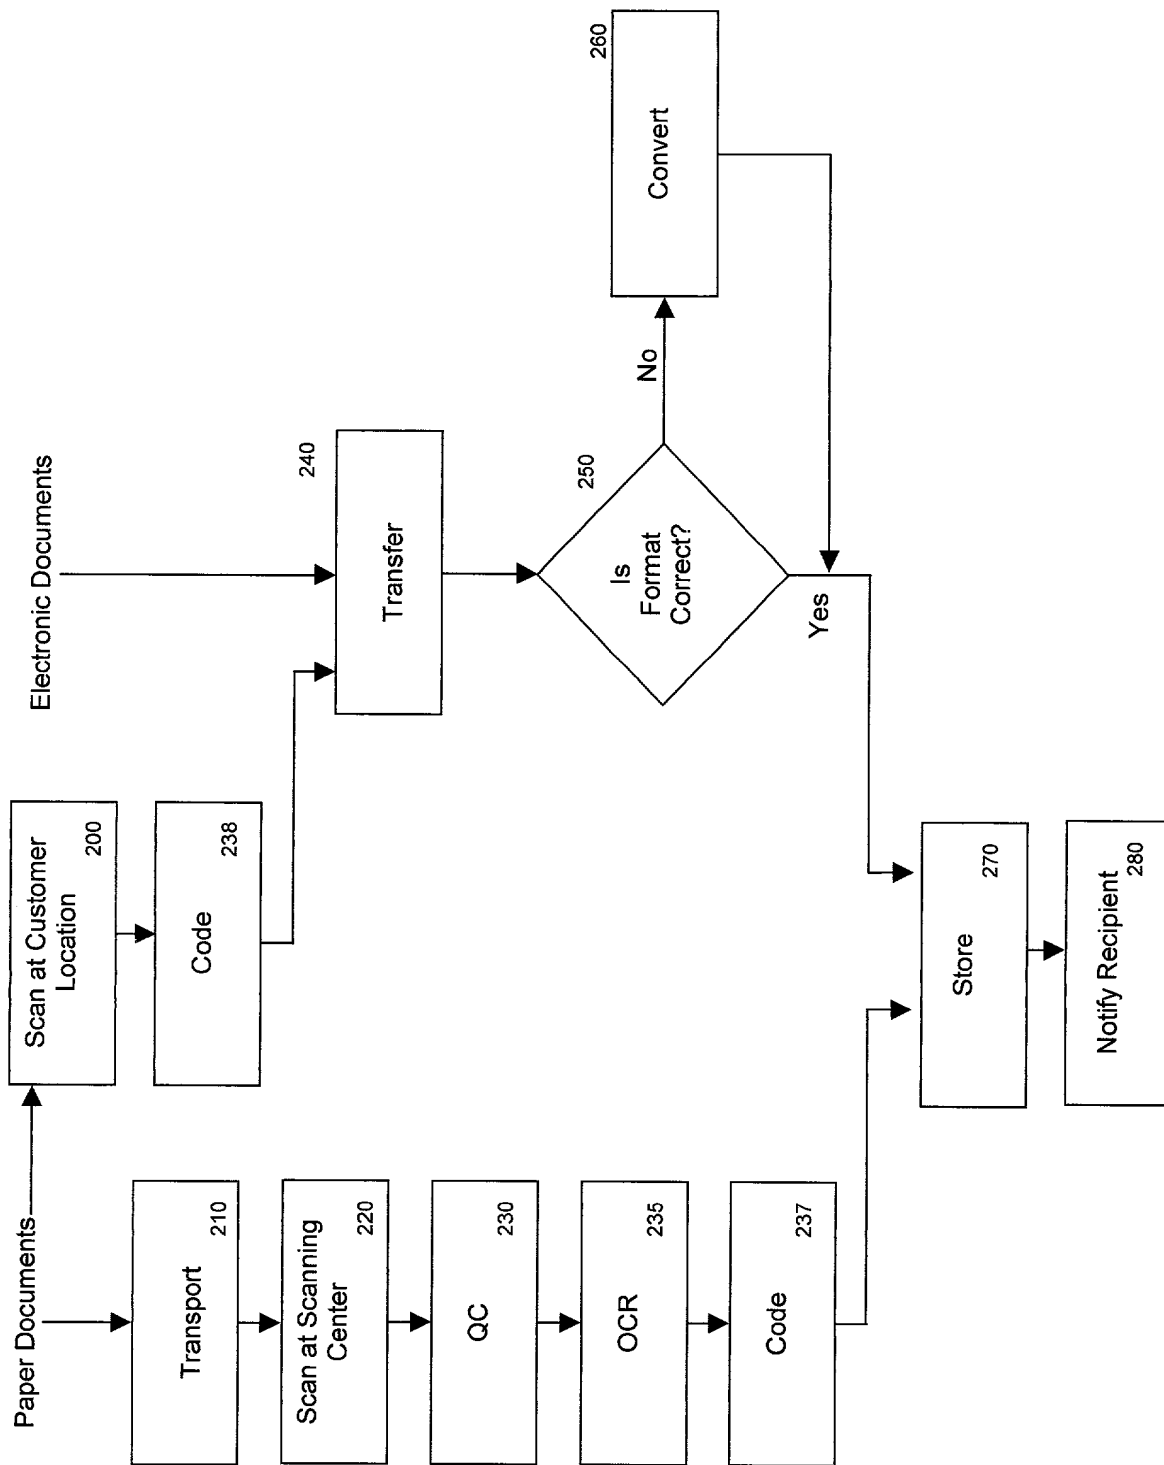 Paper Documents
Electronic Documents
Scan at Customer
Location
200
Code
238
Transport
210
Scan at Scanning
Center
220
QC
230
OCR
235
Code
237
Transfer
240
Is
Format
Correct?
250
No
Yes
Convert
260
Store
270
Notify Recipient
280